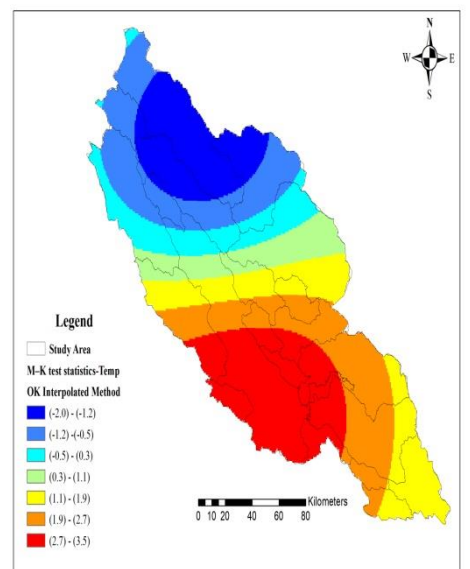 N
W E
S
Legend
Study Area
M–K test statistics-Temp
OK Interpolated Method
(-2.0) - (-1.2)
(-1.2) -(-0.5)
(-0.5) - (0.3)
(0.3) - (1.1)
(1.1) - (1.9)
(1.9) - (2.7)
(2.7) - (3.5)
Kilometers
0 10 20 40 60 80